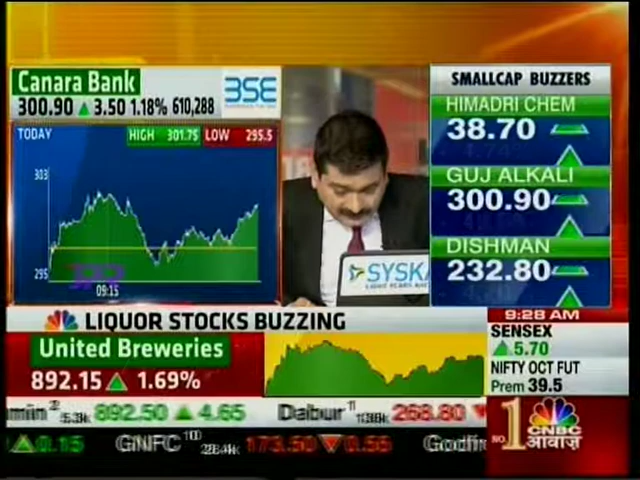 Canara Bank
300.90 ▲ 3.50 1.18% 610,288
BSE
TODAY HIGH 301.75 LOW 295.5
303
295
09:15
SYSKA
SMALLCAP BUZZERS
HIMADRI CHEM
38.70
GUJ ALKALI
300.90
DISHMAN
232.80
LIQUOR STOCKS BUZZING
United Breweries
892.15 ▲ 1.69%
9:28 AM
SENSEX
▲ 5.70
NIFTY OCT FUT
Prem 39.5
892.50 ▲ 4.65 Dabur 268.80 ▼
GNFC 173.50 ▼ 0.55
NO. 1 CNBC
आवाज़